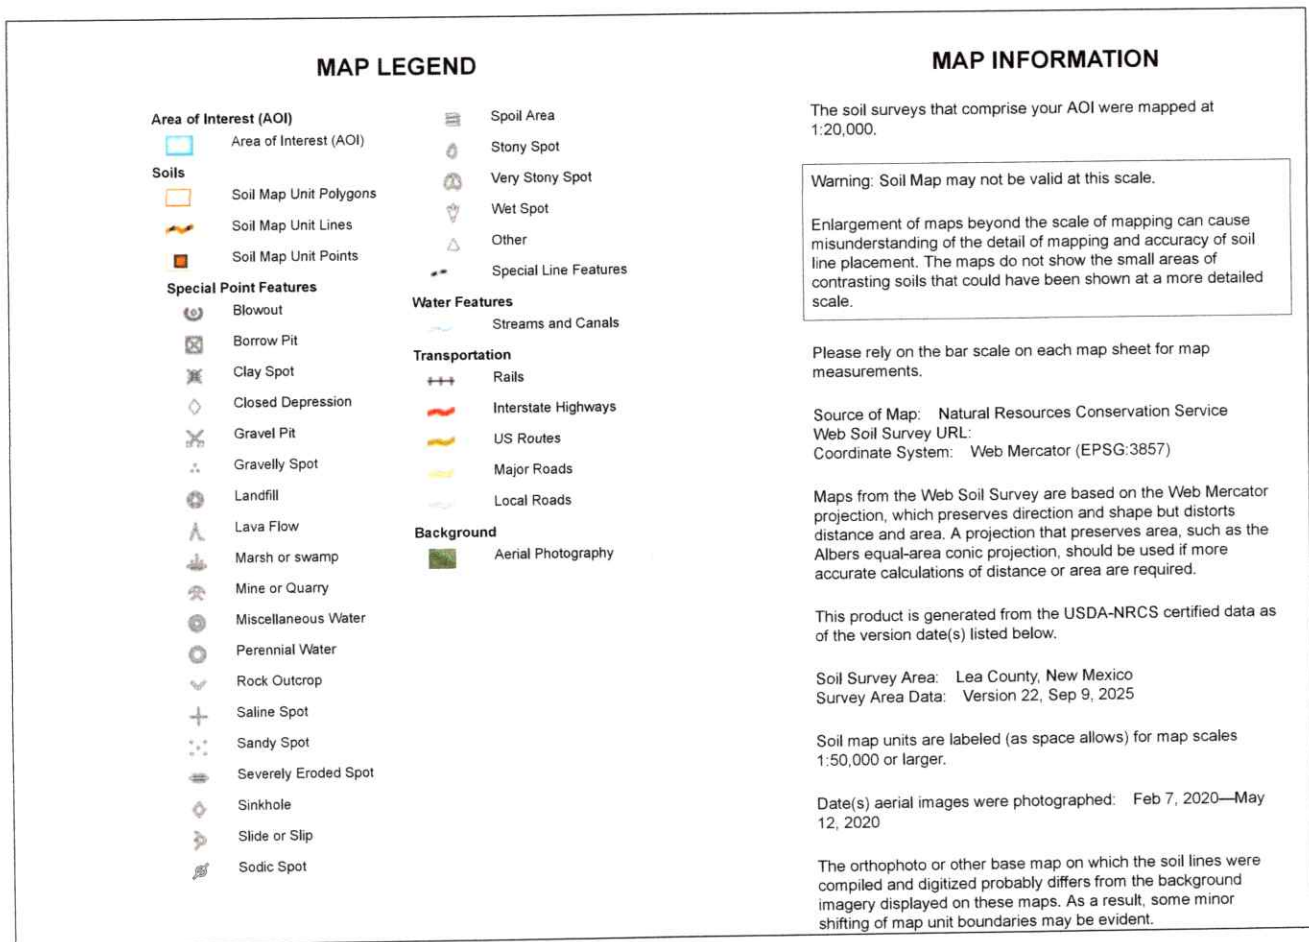 MAP LEGEND
Area of Interest (AOI)
Area of Interest (AOI)
Soils
Soil Map Unit Polygons
Soil Map Unit Lines
Soil Map Unit Points
Special Point Features
Blowout
Borrow Pit
Clay Spot
Closed Depression
Gravel Pit
Gravelly Spot
Landfill
Lava Flow
Marsh or swamp
Mine or Quarry
Miscellaneous Water
Perennial Water
Rock Outcrop
Saline Spot
Sandy Spot
Severely Eroded Spot
Sinkhole
Slide or Slip
Sodic Spot
Spoil Area
Stony Spot
Very Stony Spot
Wet Spot
Other
Special Line Features
Water Features
Streams and Canals
Transportation
Rails
Interstate Highways
US Routes
Major Roads
Local Roads
Background
Aerial Photography
MAP INFORMATION
The soil surveys that comprise your AOI were mapped at
1:20,000.
Warning: Soil Map may not be valid at this scale.
Enlargement of maps beyond the scale of mapping can cause
misunderstanding of the detail of mapping and accuracy of soil
line placement. The maps do not show the small areas of
contrasting soils that could have been shown at a more detailed
scale.
Please rely on the bar scale on each map sheet for map
measurements.
Source of Map: Natural Resources Conservation Service
Web Soil Survey URL:
Coordinate System: Web Mercator (EPSG:3857)
Maps from the Web Soil Survey are based on the Web Mercator
projection, which preserves direction and shape but distorts
distance and area. A projection that preserves area, such as the
Albers equal-area conic projection, should be used if more
accurate calculations of distance or area are required.
This product is generated from the USDA-NRCS certified data as
of the version date(s) listed below.
Soil Survey Area: Lea County, New Mexico
Survey Area Data: Version 22, Sep 9, 2025
Soil map units are labeled (as space allows) for map scales
1:50,000 or larger.
Date(s) aerial images were photographed: Feb 7, 2020—May
12, 2020
The orthophoto or other base map on which the soil lines were
compiled and digitized probably differs from the background
imagery displayed on these maps. As a result, some minor
shifting of map unit boundaries may be evident.